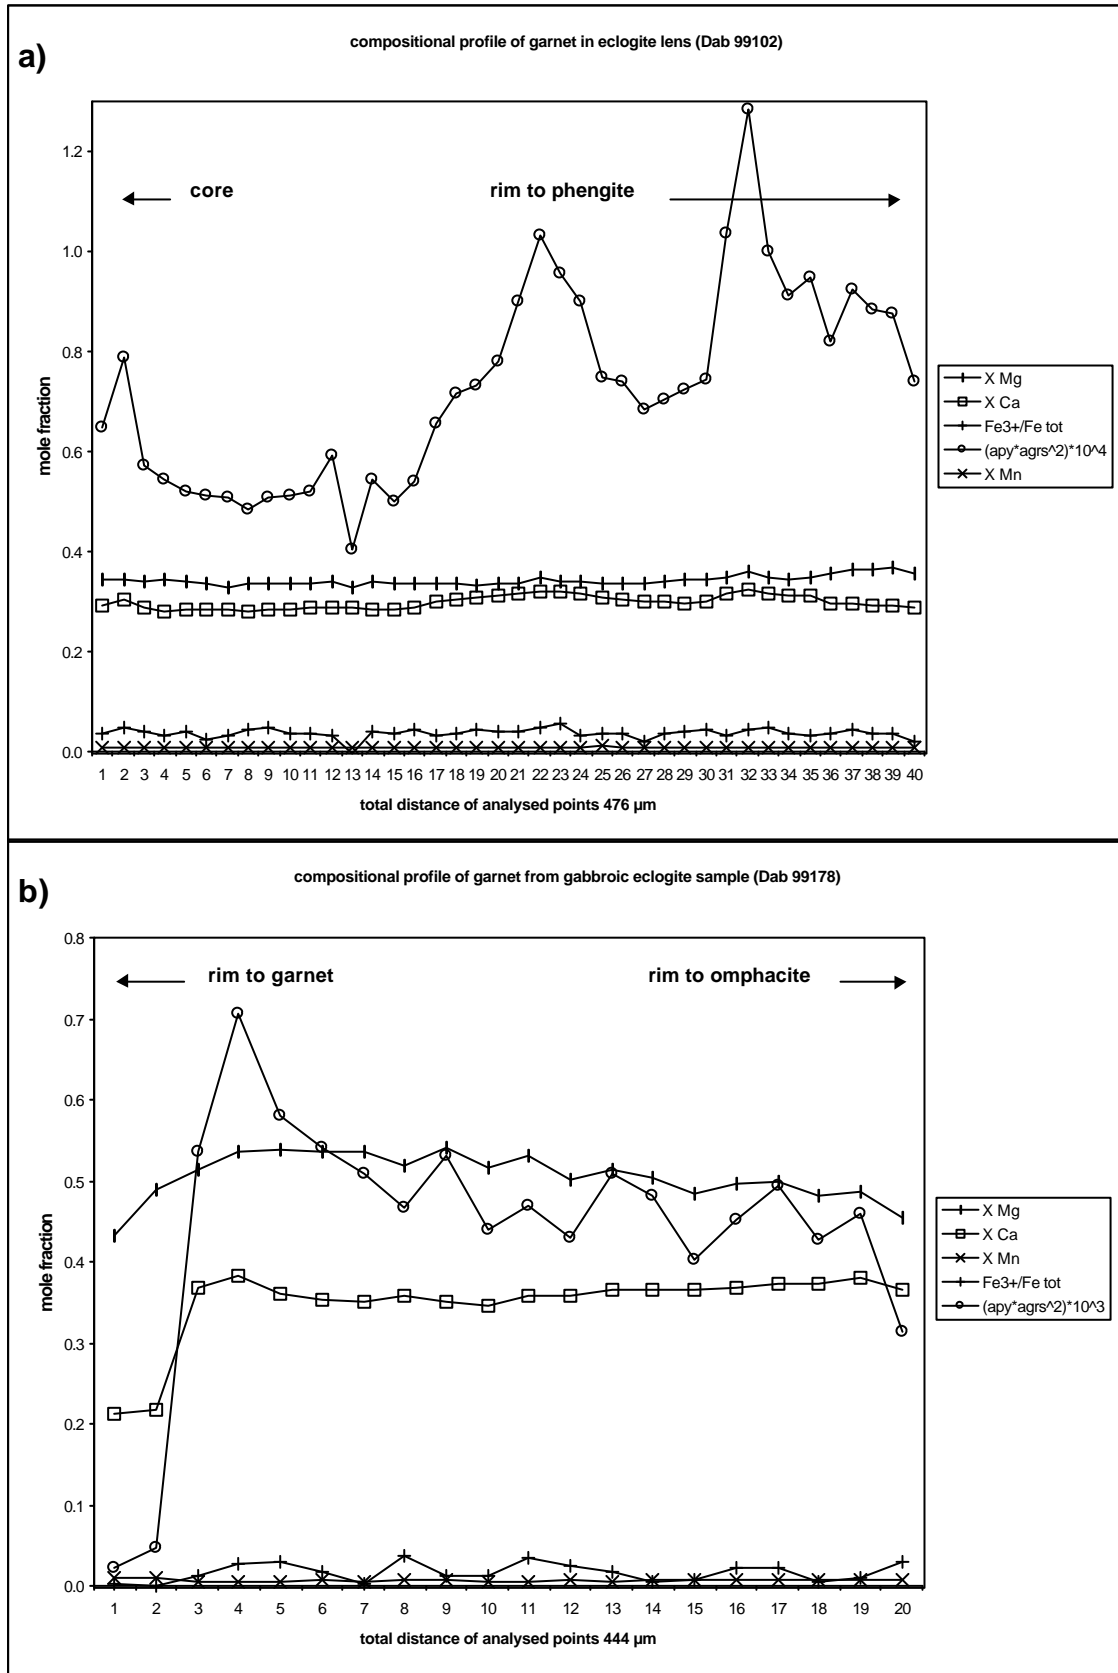 a)
compositional profile of garnet in eclogite lens (Dab 99102)
1.2
1.0
0.8
0.6
0.4
0.2
0.0
mole fraction
core
rim to phengite
X Mg
X Ca
Fe3+/Fe tot
(apy*agrs^2)*10^4
X Mn
1 2 3 4 5 6 7 8 9 10 11 12 13 14 15 16 17 18 19 20 21 22 23 24 25 26 27 28 29 30 31 32 33 34 35 36 37 38 39 40
total distance of analysed points 476 µm
b)
compositional profile of garnet from gabbroic eclogite sample (Dab 99178)
0.8
0.7
0.6
0.5
0.4
0.3
0.2
0.1
0.0
mole fraction
rim to garnet
rim to omphacite
X Mg
X Ca
X Mn
Fe3+/Fe tot
(apy*agrs^2)*10^3
1 2 3 4 5 6 7 8 9 10 11 12 13 14 15 16 17 18 19 20
total distance of analysed points 444 µm